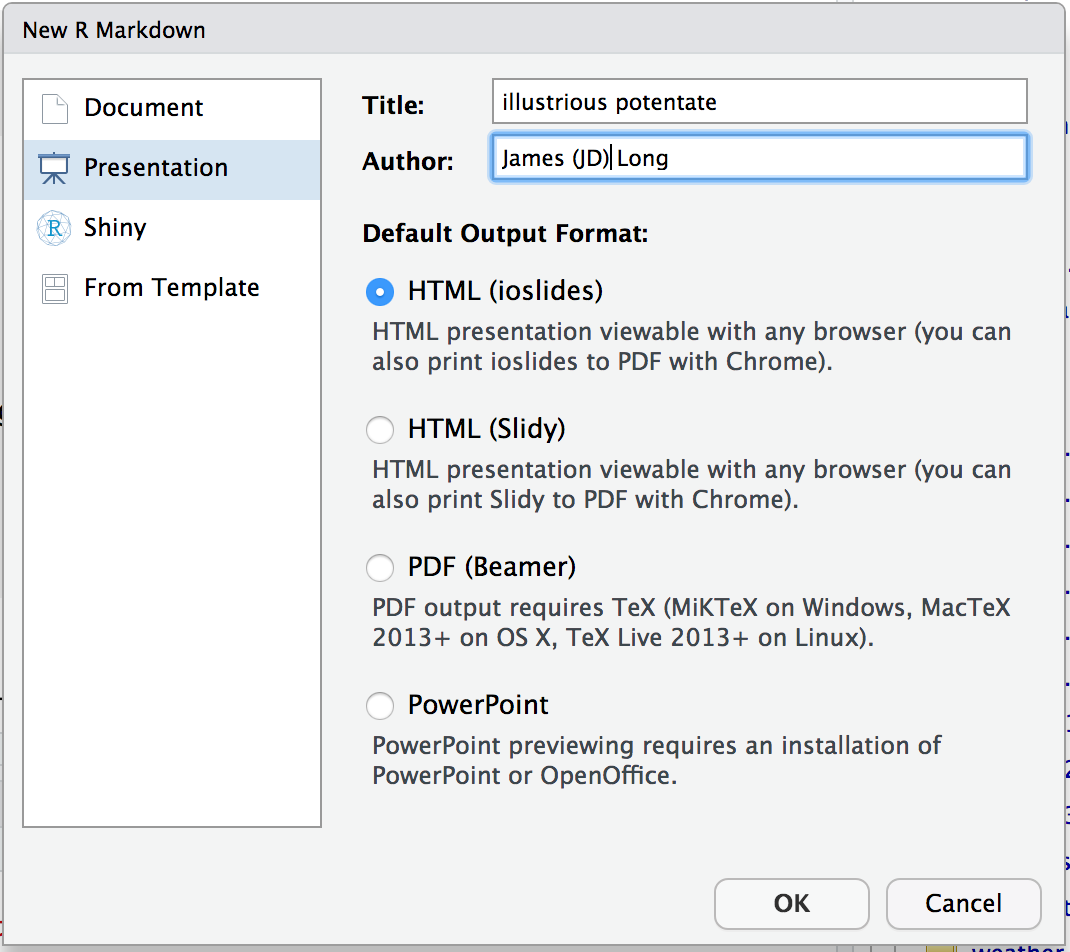 New R Markdown
Document
Presentation
Shiny
From Template
Title:
illustrious potentate
Author:
James (JD) Long
Default Output Format:
HTML (ioslides)
HTML presentation viewable with any browser (you can
also print ioslides to PDF with Chrome).
HTML (Slidy)
HTML presentation viewable with any browser (you can
also print Slidy to PDF with Chrome).
PDF (Beamer)
PDF output requires TeX (MiKTeX on Windows, MacTeX
2013+ on OS X, TeX Live 2013+ on Linux).
PowerPoint
PowerPoint previewing requires an installation of
PowerPoint or OpenOffice.
OK
Cancel